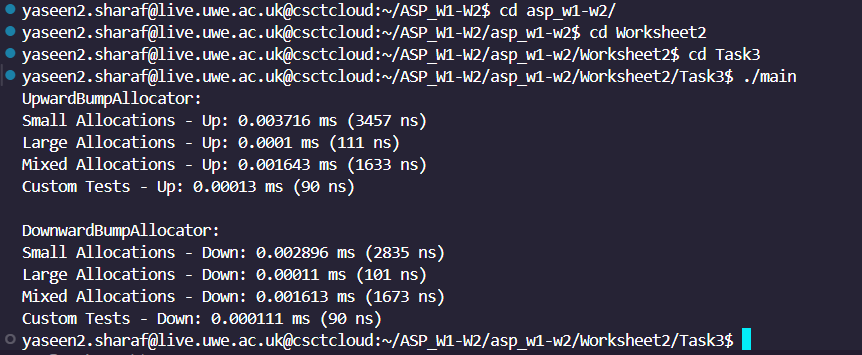 yaseen2.sharaf@live.uwe.ac.uk@csctcloud:~/ASP_W1-W2$ cd asp_w1-w2/
yaseen2.sharaf@live.uwe.ac.uk@csctcloud:~/ASP_W1-W2/asp_w1-w2$ cd Worksheet2
yaseen2.sharaf@live.uwe.ac.uk@csctcloud:~/ASP_W1-W2/asp_w1-w2/Worksheet2$ cd Task3
yaseen2.sharaf@live.uwe.ac.uk@csctcloud:~/ASP_W1-W2/asp_w1-w2/Worksheet2/Task3$ ./main
UpwardBumpAllocator:
Small Allocations - Up: 0.003716 ms (3457 ns)
Large Allocations - Up: 0.0001 ms (111 ns)
Mixed Allocations - Up: 0.001643 ms (1633 ns)
Custom Tests - Up: 0.00013 ms (90 ns)
DownwardBumpAllocator:
Small Allocations - Down: 0.002896 ms (2835 ns)
Large Allocations - Down: 0.00011 ms (101 ns)
Mixed Allocations - Down: 0.001613 ms (1673 ns)
Custom Tests - Down: 0.000111 ms (90 ns)
yaseen2.sharaf@live.uwe.ac.uk@csctcloud:~/ASP_W1-W2/asp_w1-w2/Worksheet2/Task3$